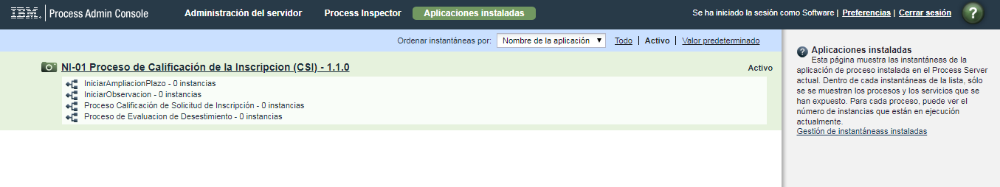 IBM. Process Admin Console Administración del servidor Process Inspector Aplicaciones instaladas Se ha iniciado la sesión como Software | Preferencias | Cerrar sesión ?
Ordenar instantáneas por: Nombre de la aplicación ▼ Todo | Activo | Valor predeterminado
NI-01 Proceso de Calificación de la Inscripcion (CSI) - 1.1.0 Activo
IniciarAmpliacionPlazo - 0 instancias
IniciarObservacion - 0 instancias
Proceso Calificación de Solicitud de Inscripción - 0 instancias
Proceso de Evaluacion de Desestimiento - 0 instancias
? Aplicaciones instaladas
Esta página muestra las instantáneas de la
aplicación de proceso instalada en el Process Server
actual. Dentro de cada instantáneas de la lista, sólo
se se muestran los procesos y los servicios que se
han expuesto. Para cada proceso, puede ver el
número de instancias que están en ejecución
actualmente.
Gestión de instantáneass instaladas